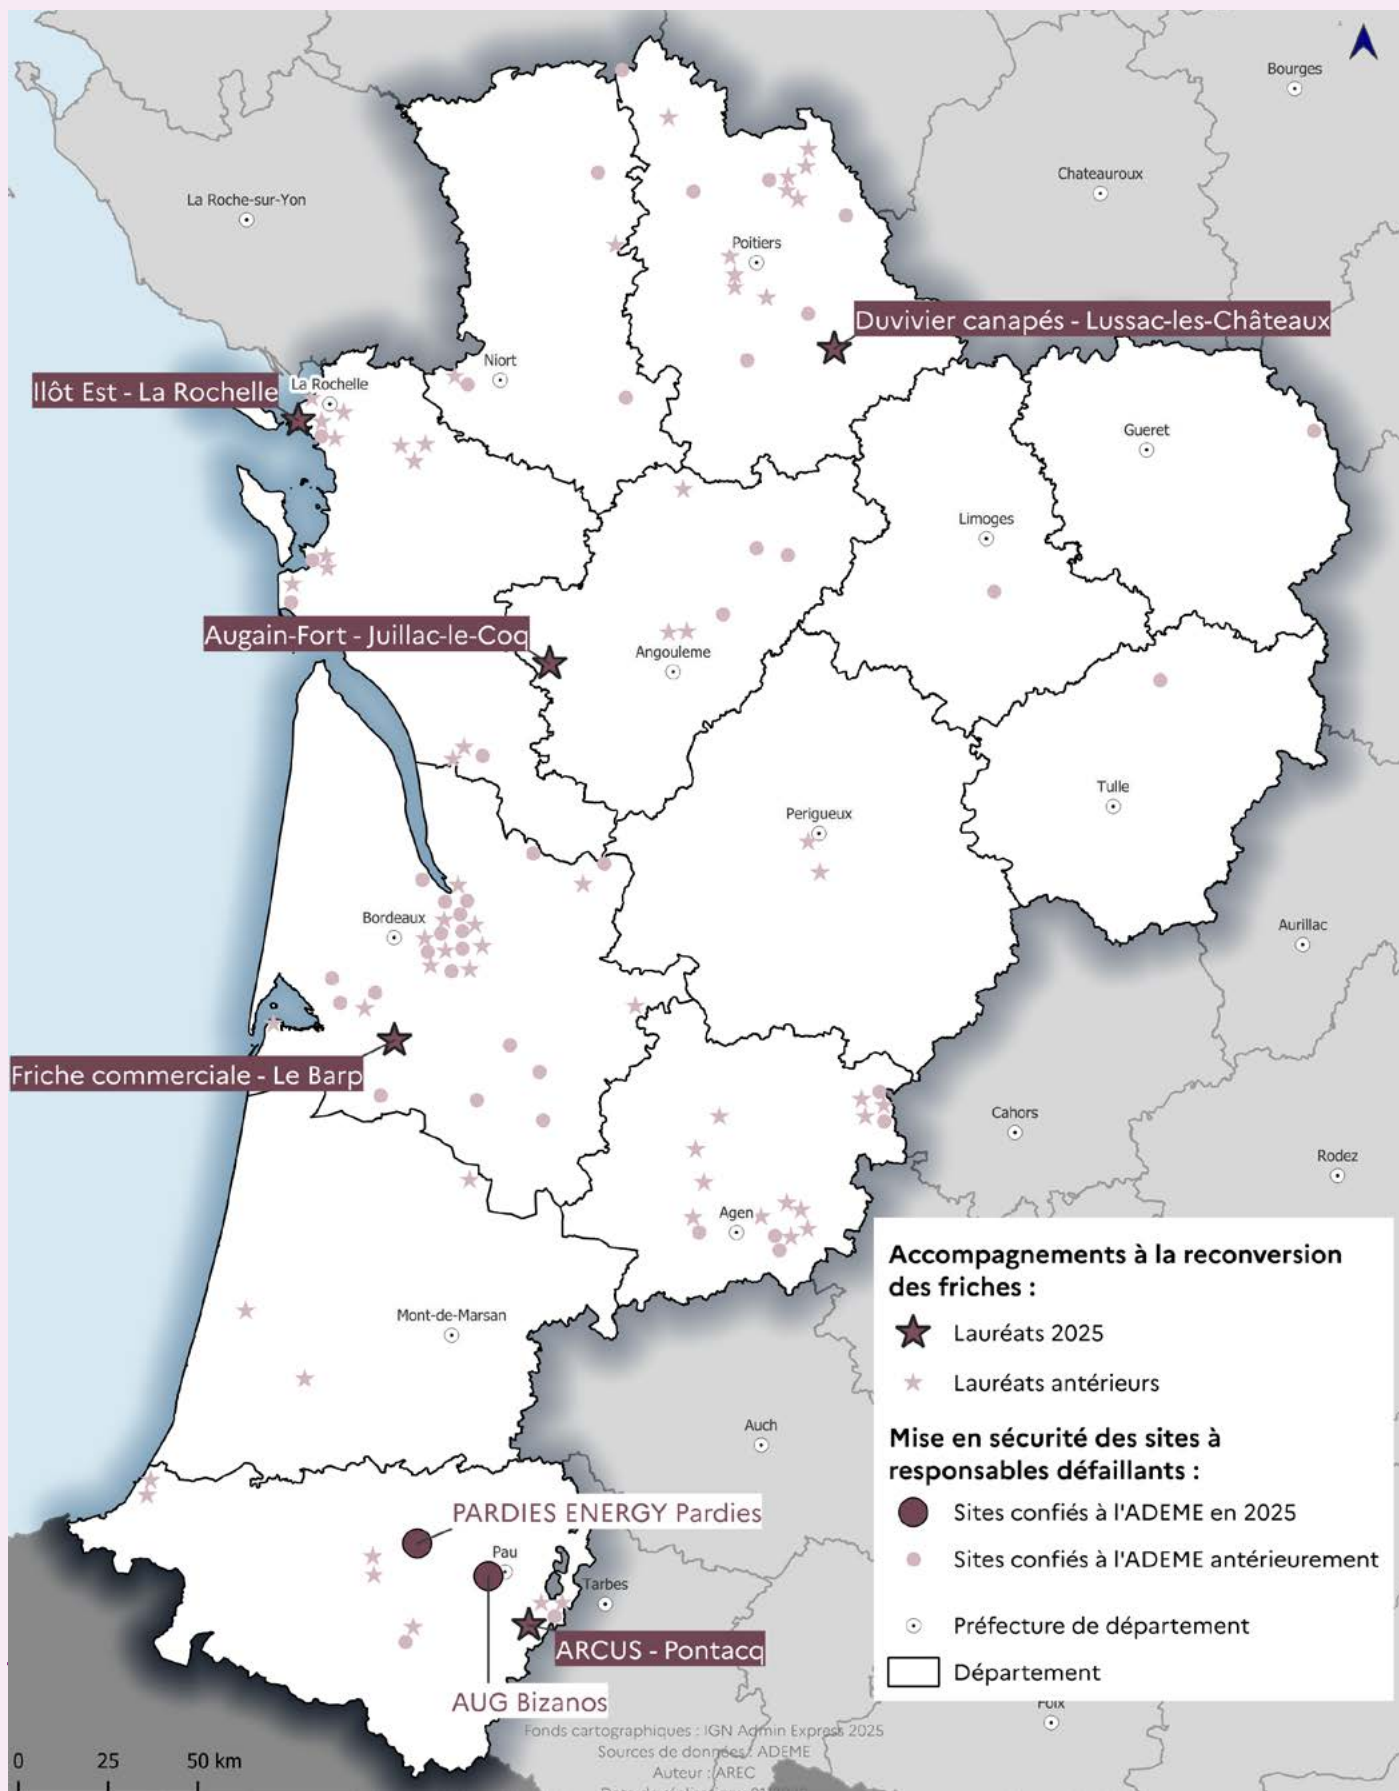 Bourges
Chateauroux
La Roche-sur-Yon
Poitiers
Duvivier canapés - Lussac-les-Châteaux
Niort
La Rochelle
Ilôt Est - La Rochelle
Gueret
Limoges
Augain-Fort - Juillac-le-Coq
Angouleme
Tulle
Perigueux
Bordeaux
Aurillac
Friche commerciale - Le Barp
Cahors
Rodez
Agen
Mont-de-Marsan
Auch
Accompagnements à la reconversion
des friches :
Lauréats 2025
Lauréats antérieurs
Mise en sécurité des sites à
responsables défaillants :
Sites confiés à l'ADEME en 2025
Sites confiés à l'ADEME antérieurement
Préfecture de département
Département
PARDIES ENERGY Pardies
Pau
Tarbes
ARCUS - Pontacq
AUG Bizanos
Foix
Fonds cartographiques : IGN Admin Express 2025
Sources de données : ADEME
Auteur : AREC
0 25 50 km